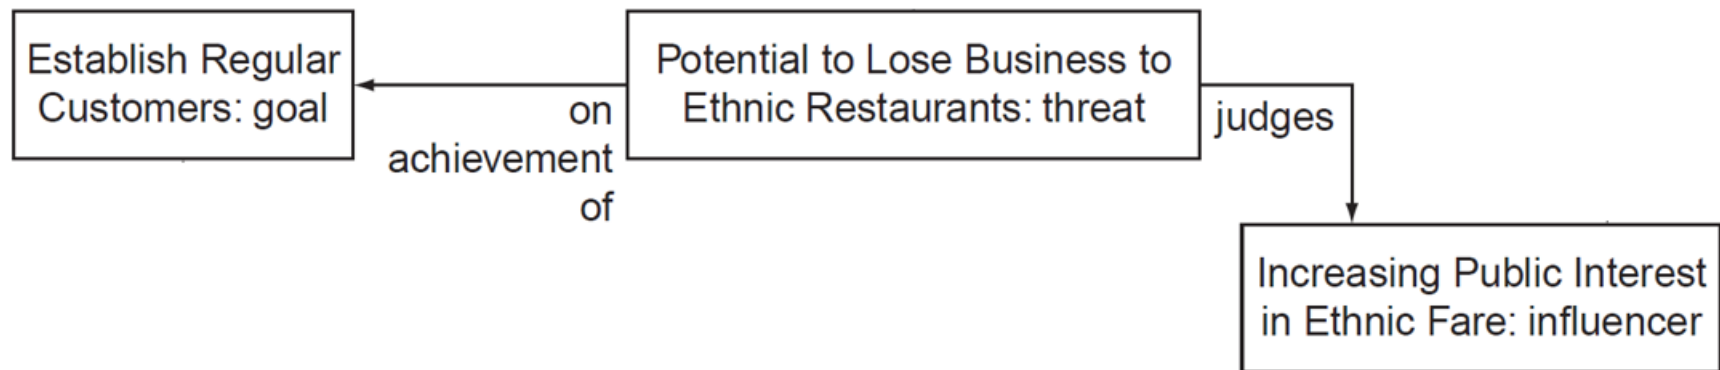 Establish Regular
Customers: goal
on
achievement
of
Potential to Lose Business to
Ethnic Restaurants: threat
judges
Increasing Public Interest
in Ethnic Fare: influencer